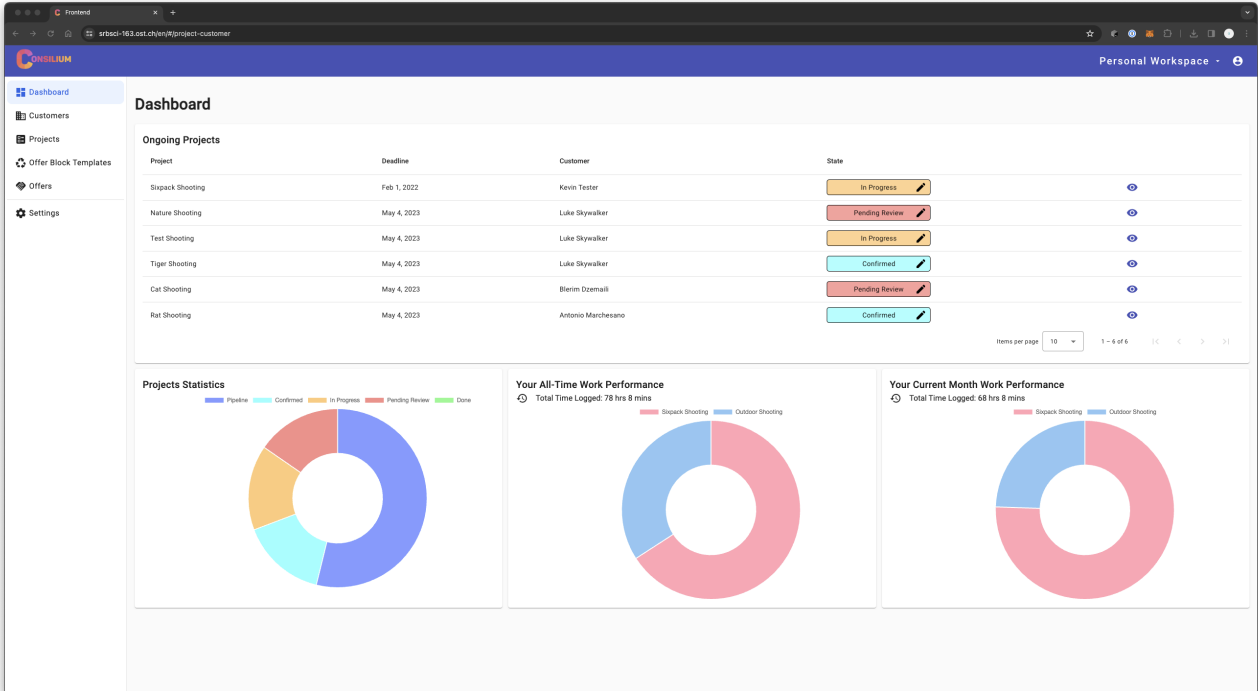 Frontend
srbsci-163.ost.ch/en/#/project-customer
CONSILIUM
Personal Workspace
Dashboard
Customers
Projects
Offer Block Templates
Offers
Settings
Dashboard
Ongoing Projects
Project Deadline Customer State
Sixpack Shooting Feb 1, 2022 Kevin Tester In Progress
Nature Shooting May 4, 2023 Luke Skywalker Pending Review
Test Shooting May 4, 2023 Luke Skywalker In Progress
Tiger Shooting May 4, 2023 Luke Skywalker Confirmed
Cat Shooting May 4, 2023 Blerim Dzemaili Pending Review
Rat Shooting May 4, 2023 Antonio Marchesano Confirmed
Items per page 10 1 – 6 of 6
Projects Statistics
Pipeline Confirmed In Progress Pending Review Done
Your All-Time Work Performance
Total Time Logged: 78 hrs 8 mins
Sixpack Shooting Outdoor Shooting
Your Current Month Work Performance
Total Time Logged: 68 hrs 8 mins
Sixpack Shooting Outdoor Shooting